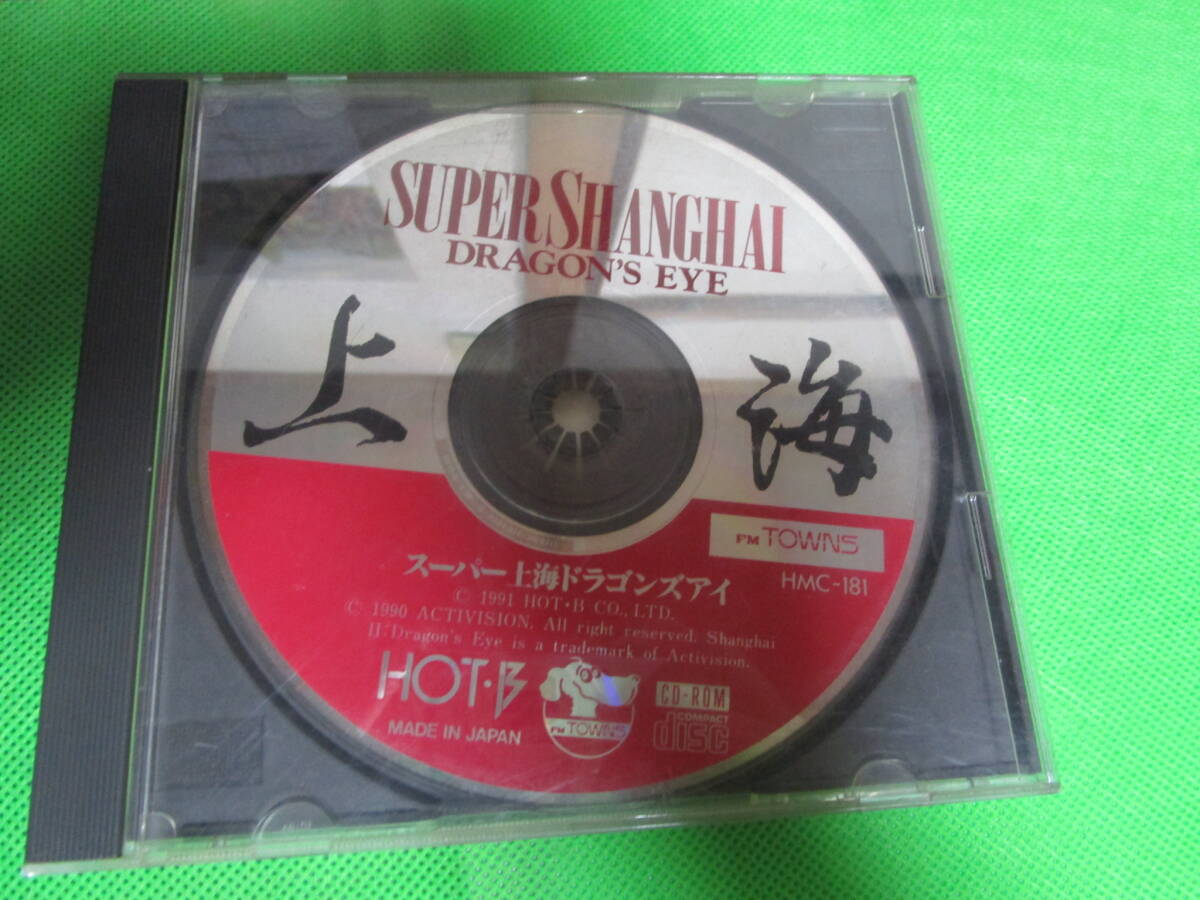 SUPER SHANGHAI
DRAGON'S EYE
上海
FM TOWNS
HMC-181
スーパー上海ドラゴンズアイ
© 1991 HOT・B CO., LTD.
© 1990 ACTIVISION. All right reserved. Shanghai
II:Dragon's Eye is a trademark of Activision.
HOT・B
MADE IN JAPAN
FM TOWNS
CD-ROM
COMPACT
disc